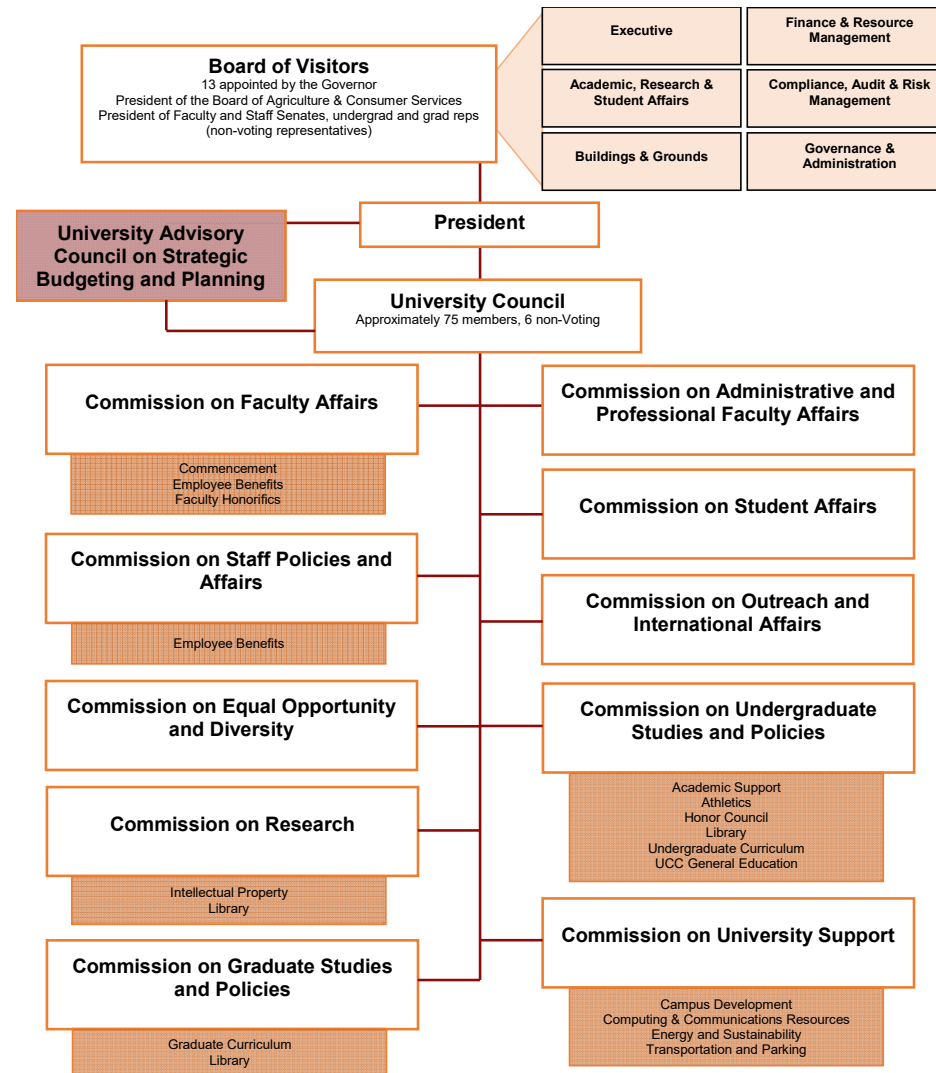 Board of Visitors
13 appointed by the Governor
President of the Board of Agriculture & Consumer Services
President of Faculty and Staff Senates, undergrad and grad reps
(non-voting representatives)
Executive
Finance & Resource
Management
Academic, Research &
Student Affairs
Compliance, Audit & Risk
Management
Buildings & Grounds
Governance &
Administration
President
University Advisory
Council on Strategic
Budgeting and Planning
University Council
Approximately 75 members, 6 non-Voting
Commission on Faculty Affairs
Commencement
Employee Benefits
Faculty Honorifics
Commission on Administrative and
Professional Faculty Affairs
Commission on Student Affairs
Commission on Staff Policies and
Affairs
Employee Benefits
Commission on Outreach and
International Affairs
Commission on Equal Opportunity
and Diversity
Commission on Undergraduate
Studies and Policies
Academic Support
Athletics
Honor Council
Library
Undergraduate Curriculum
UCC General Education
Commission on Research
Intellectual Property
Library
Commission on University Support
Campus Development
Computing & Communications Resources
Energy and Sustainability
Transportation and Parking
Commission on Graduate Studies
and Policies
Graduate Curriculum
Library